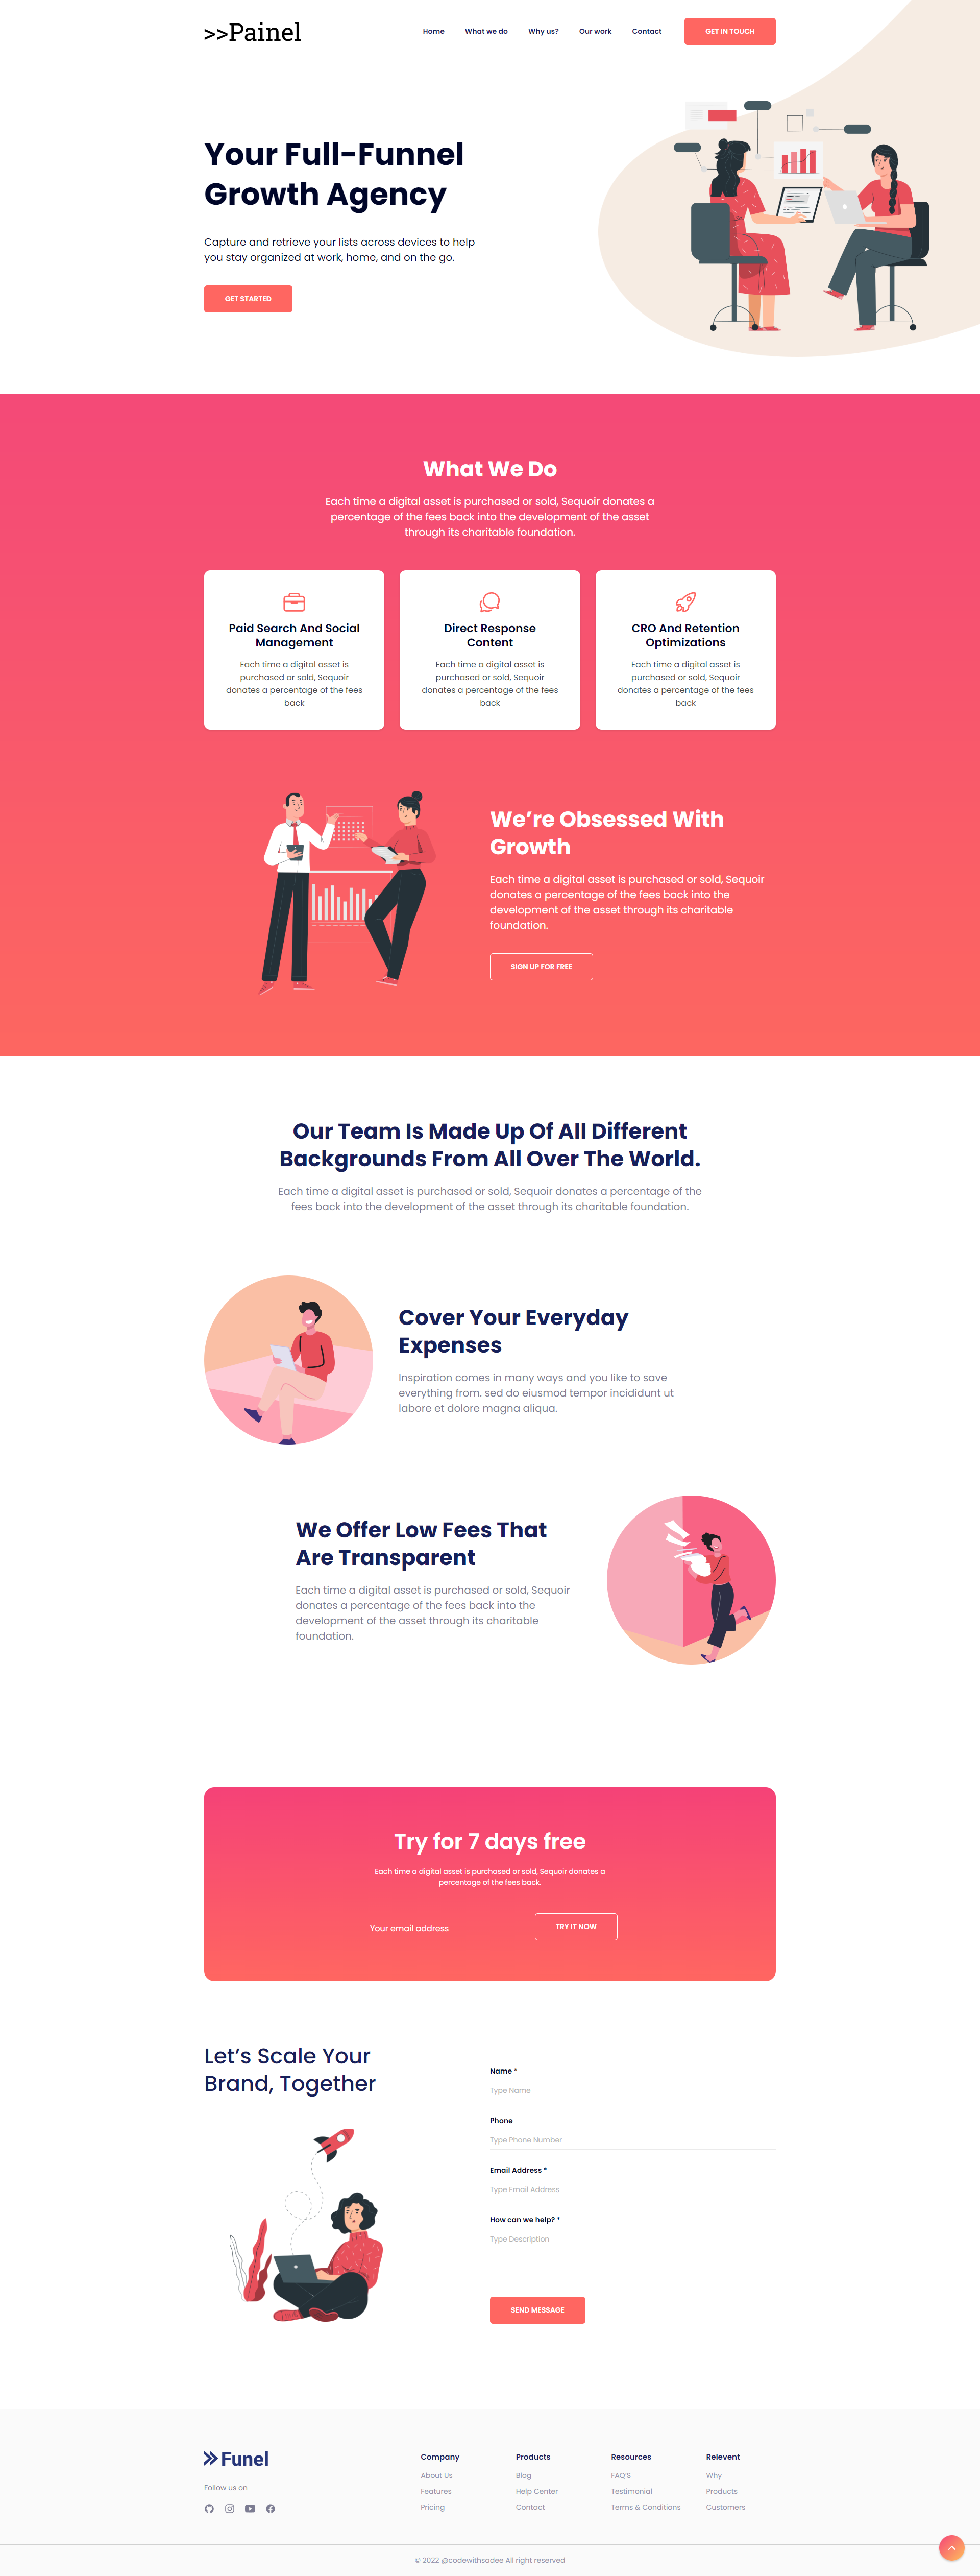 >>Painel
Home What we do Why us? Our work Contact GET IN TOUCH
Your Full-Funnel
Growth Agency
Capture and retrieve your lists across devices to help
you stay organized at work, home, and on the go.
GET STARTED
What We Do
Each time a digital asset is purchased or sold, Sequoir donates a
percentage of the fees back into the development of the asset
through its charitable foundation.
Paid Search And Social
Management
Each time a digital asset is
purchased or sold, Sequoir
donates a percentage of the fees
back
Direct Response
Content
Each time a digital asset is
purchased or sold, Sequoir
donates a percentage of the fees
back
CRO And Retention
Optimizations
Each time a digital asset is
purchased or sold, Sequoir
donates a percentage of the fees
back
We’re Obsessed With
Growth
Each time a digital asset is purchased or sold, Sequoir
donates a percentage of the fees back into the
development of the asset through its charitable
foundation.
SIGN UP FOR FREE
Our Team Is Made Up Of All Different
Backgrounds From All Over The World.
Each time a digital asset is purchased or sold, Sequoir donates a percentage of the
fees back into the development of the asset through its charitable foundation.
Cover Your Everyday
Expenses
Inspiration comes in many ways and you like to save
everything from. sed do eiusmod tempor incididunt ut
labore et dolore magna aliqua.
We Offer Low Fees That
Are Transparent
Each time a digital asset is purchased or sold, Sequoir
donates a percentage of the fees back into the
development of the asset through its charitable
foundation.
Try for 7 days free
Each time a digital asset is purchased or sold, Sequoir donates a
percentage of the fees back.
Your email address
TRY IT NOW
Let’s Scale Your
Brand, Together
Name *
Type Name
Phone
Type Phone Number
Email Address *
Type Email Address
How can we help? *
Type Description
SEND MESSAGE
Funel
Follow us on
Company
About Us
Features
Pricing
Products
Blog
Help Center
Contact
Resources
FAQ'S
Testimonial
Terms & Conditions
Relevent
Why
Products
Customers
© 2022 @codewithsadee All right reserved